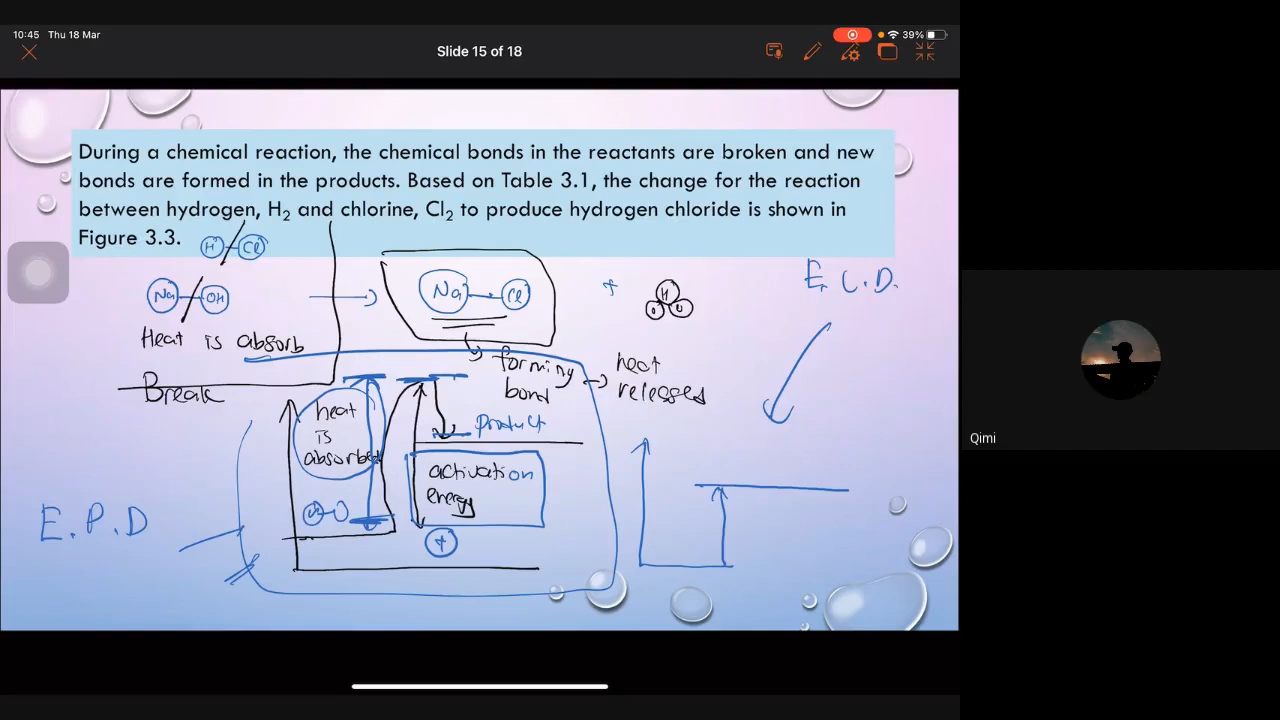 10:45 Thu 18 Mar
39%
Slide 15 of 18
During a chemical reaction, the chemical bonds in the reactants are broken and new
bonds are formed in the products. Based on Table 3.1, the change for the reaction
between hydrogen, H₂ and chlorine, Cl₂ to produce hydrogen chloride is shown in
Figure 3.3.
H Cl
Na OH
Na Cl
+
H
O O
E.C.D.
Heat is absorb
Break
forming
bond
heat
releases
heat
is
absorbed
product
activation
energy
+
E.P.D
Qimi